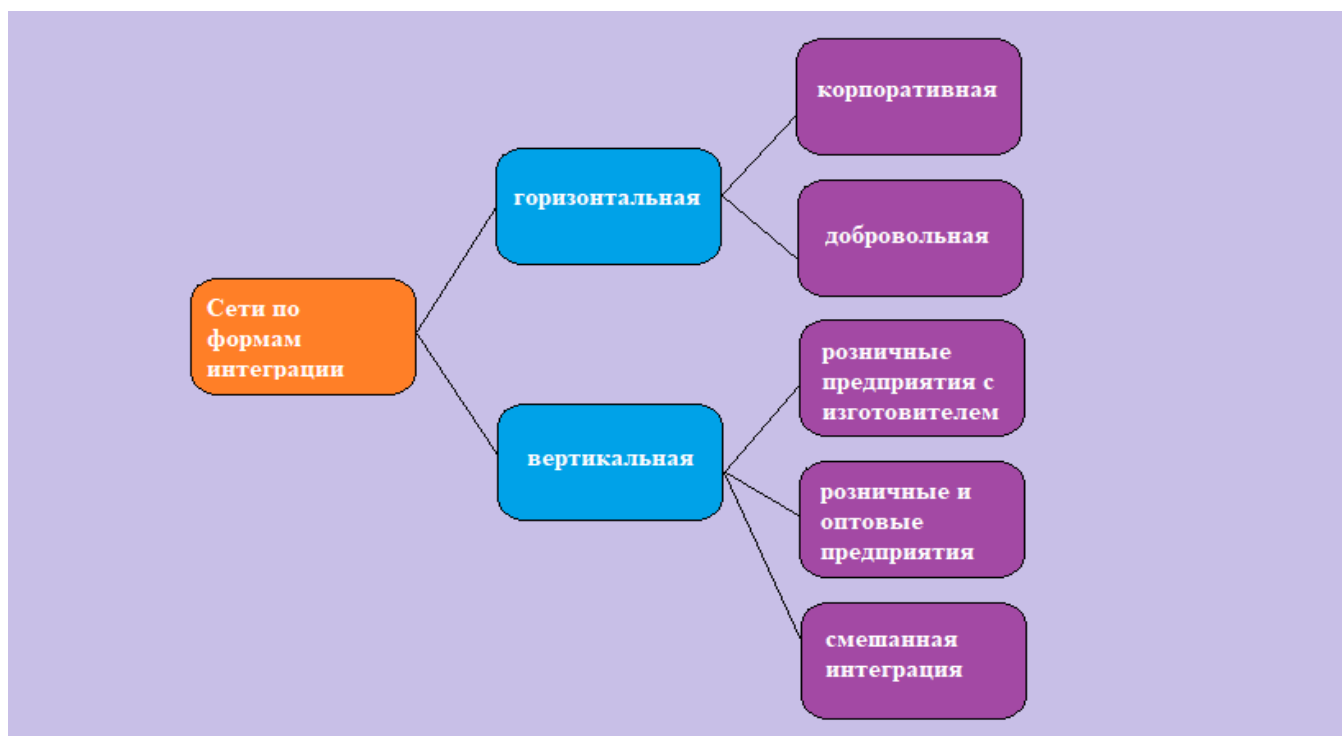 Сети по
формам
интеграции
горизонтальная
вертикальная
корпоративная
добровольная
розничные
предприятия с
изготовителем
розничные и
оптовые
предприятия
смешанная
интеграция